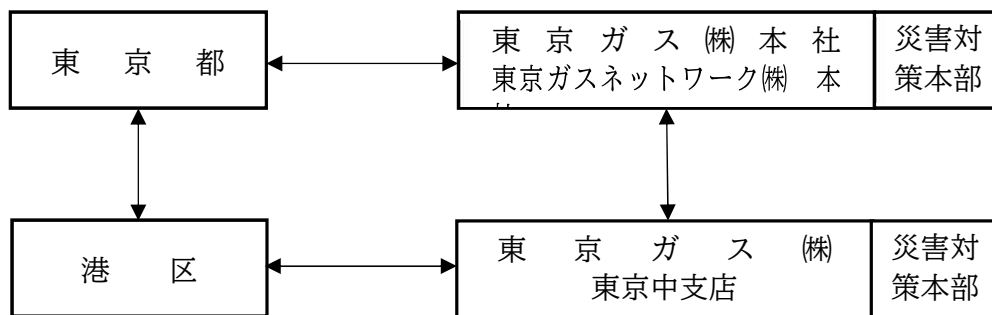 東京都
東京ガス㈱本社
東京ガスネットワーク㈱ 本
災害対
策本部
港区
東京ガス㈱
東京中支店
災害対
策本部